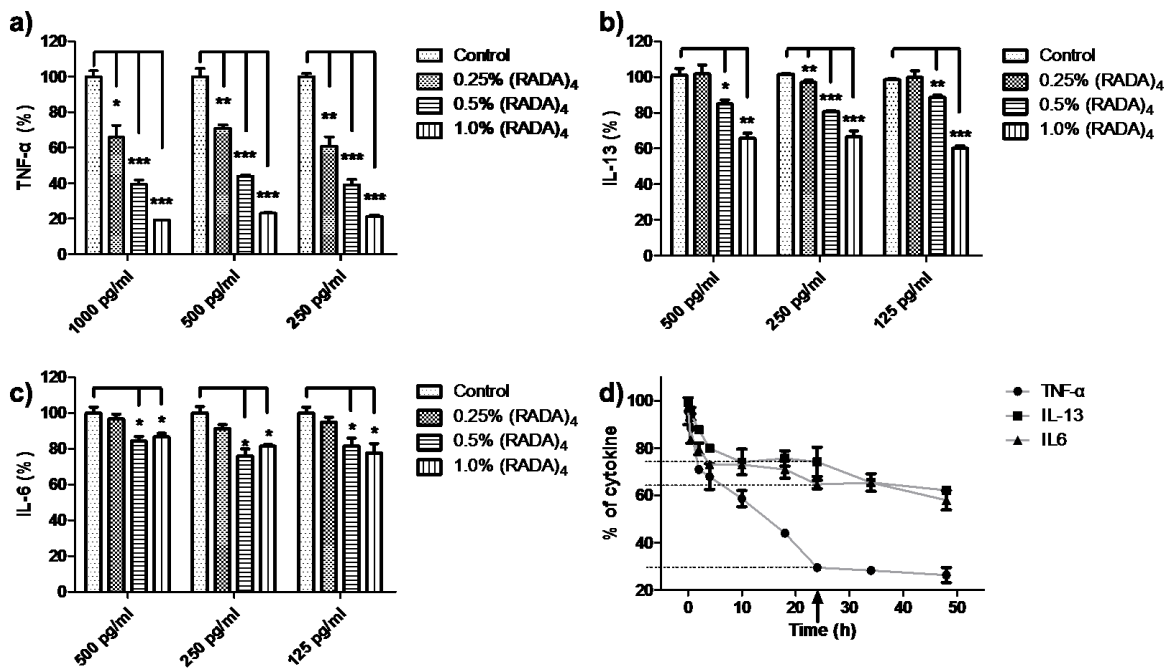 a)
TNF-α (%)
120
100
80
60
40
20
0
* *** ***
** *** ***
** *** ***
1000 pg/ml
500 pg/ml
250 pg/ml
Control
0.25% (RADA)4
0.5% (RADA)4
1.0% (RADA)4
b)
IL-13 (%)
120
100
80
60
40
20
0
* **
** *** ***
** ***
500 pg/ml
250 pg/ml
125 pg/ml
Control
0.25% (RADA)4
0.5% (RADA)4
1.0% (RADA)4
c)
IL-6 (%)
120
100
80
60
40
20
0
* *
* *
* *
500 pg/ml
250 pg/ml
125 pg/ml
Control
0.25% (RADA)4
0.5% (RADA)4
1.0% (RADA)4
d)
% of cytokine
100
80
60
40
20
0 10 20 30 40 50
Time (h)
TNF-α
IL-13
IL6